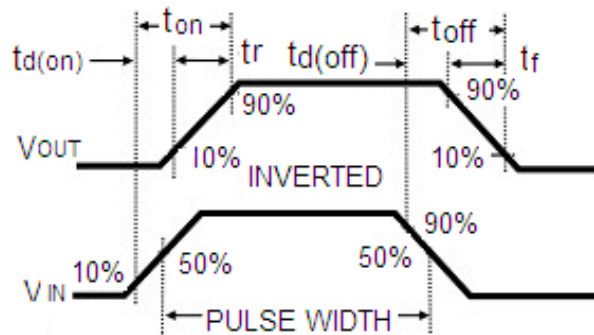 ton
toff
td(on)
tr
td(off)
tf
90%
90%
VOUT
I0%
10%
INVERTED
90%
10%
50%
50%
VIN
PULSE WIDTH